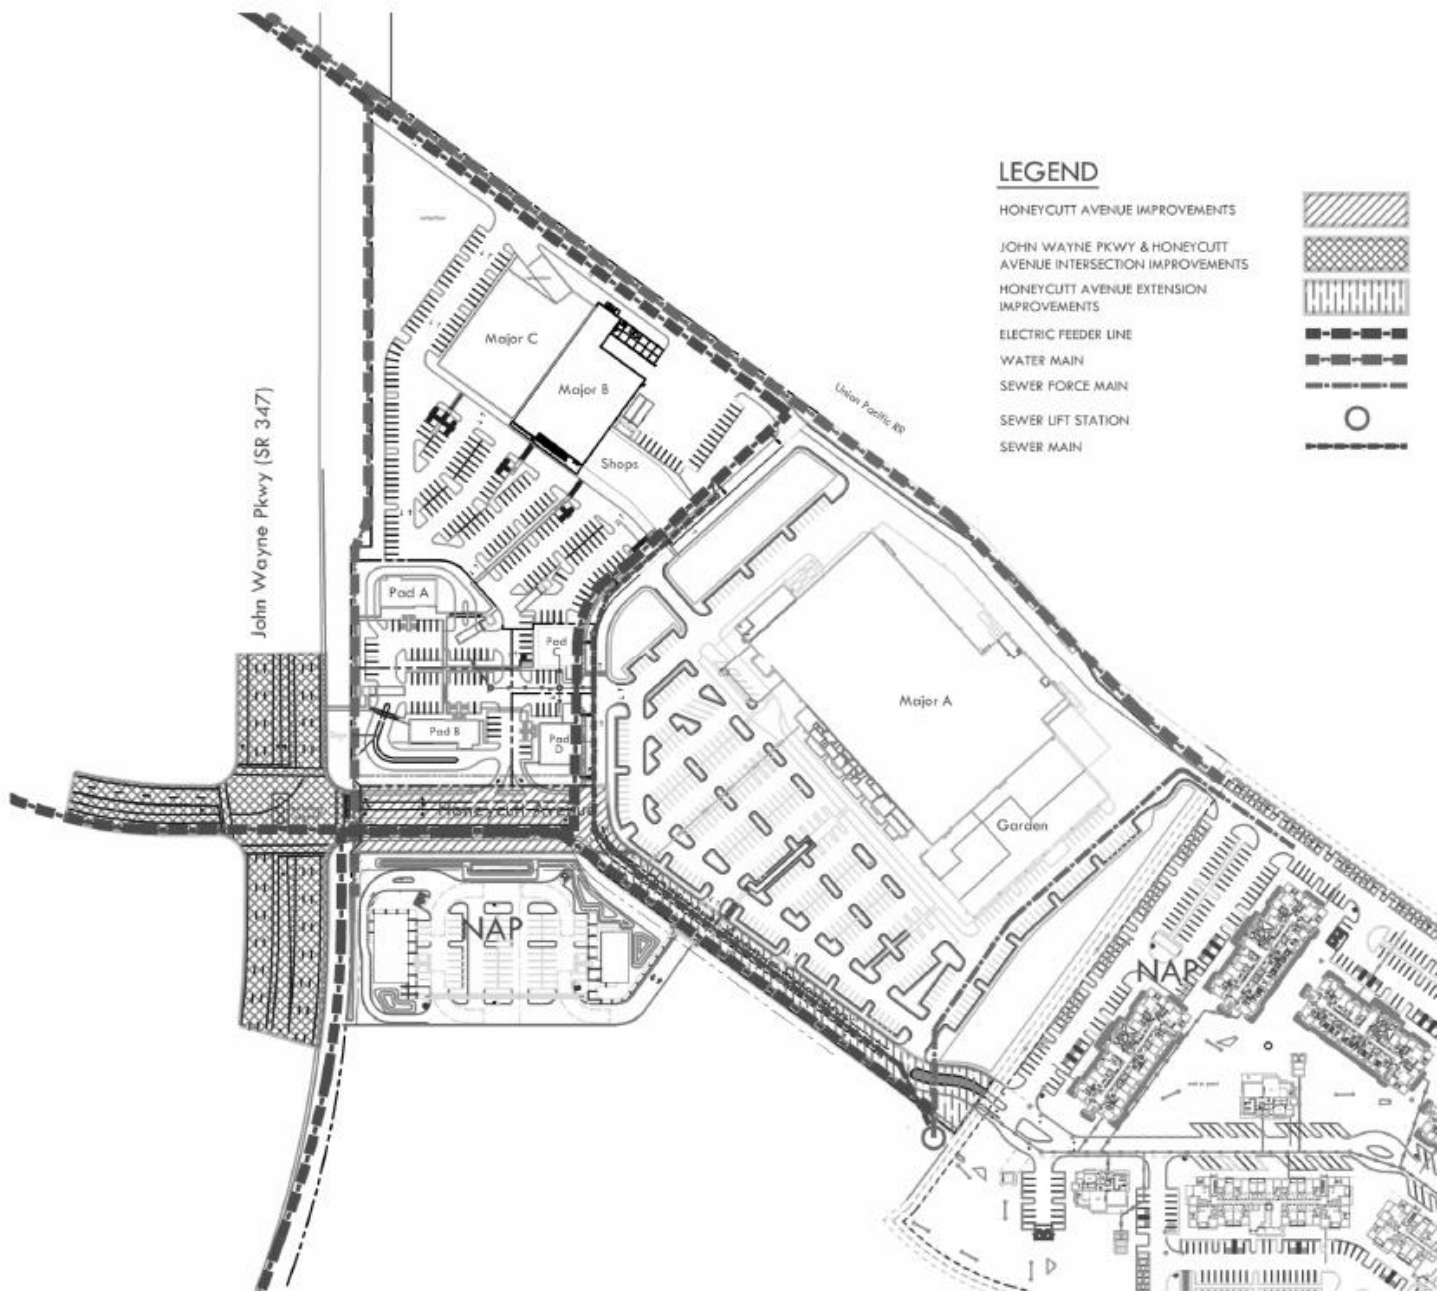 LEGEND
HONEYCUTT AVENUE IMPROVEMENTS
JOHN WAYNE PKWY & HONEYCUTT
AVENUE INTERSECTION IMPROVEMENTS
HONEYCUTT AVENUE EXTENSION
IMPROVEMENTS
ELECTRIC FEEDER LINE
WATER MAIN
SEWER FORCE MAIN
SEWER LIFT STATION
SEWER MAIN
Major C
Major B
Union Pacific RR
Shops
John Wayne Pkwy (SR 347)
Pad A
Pad
C
Major A
Pad B
Pad
D
Honeycutt Ave
Garden
NAP
NAP